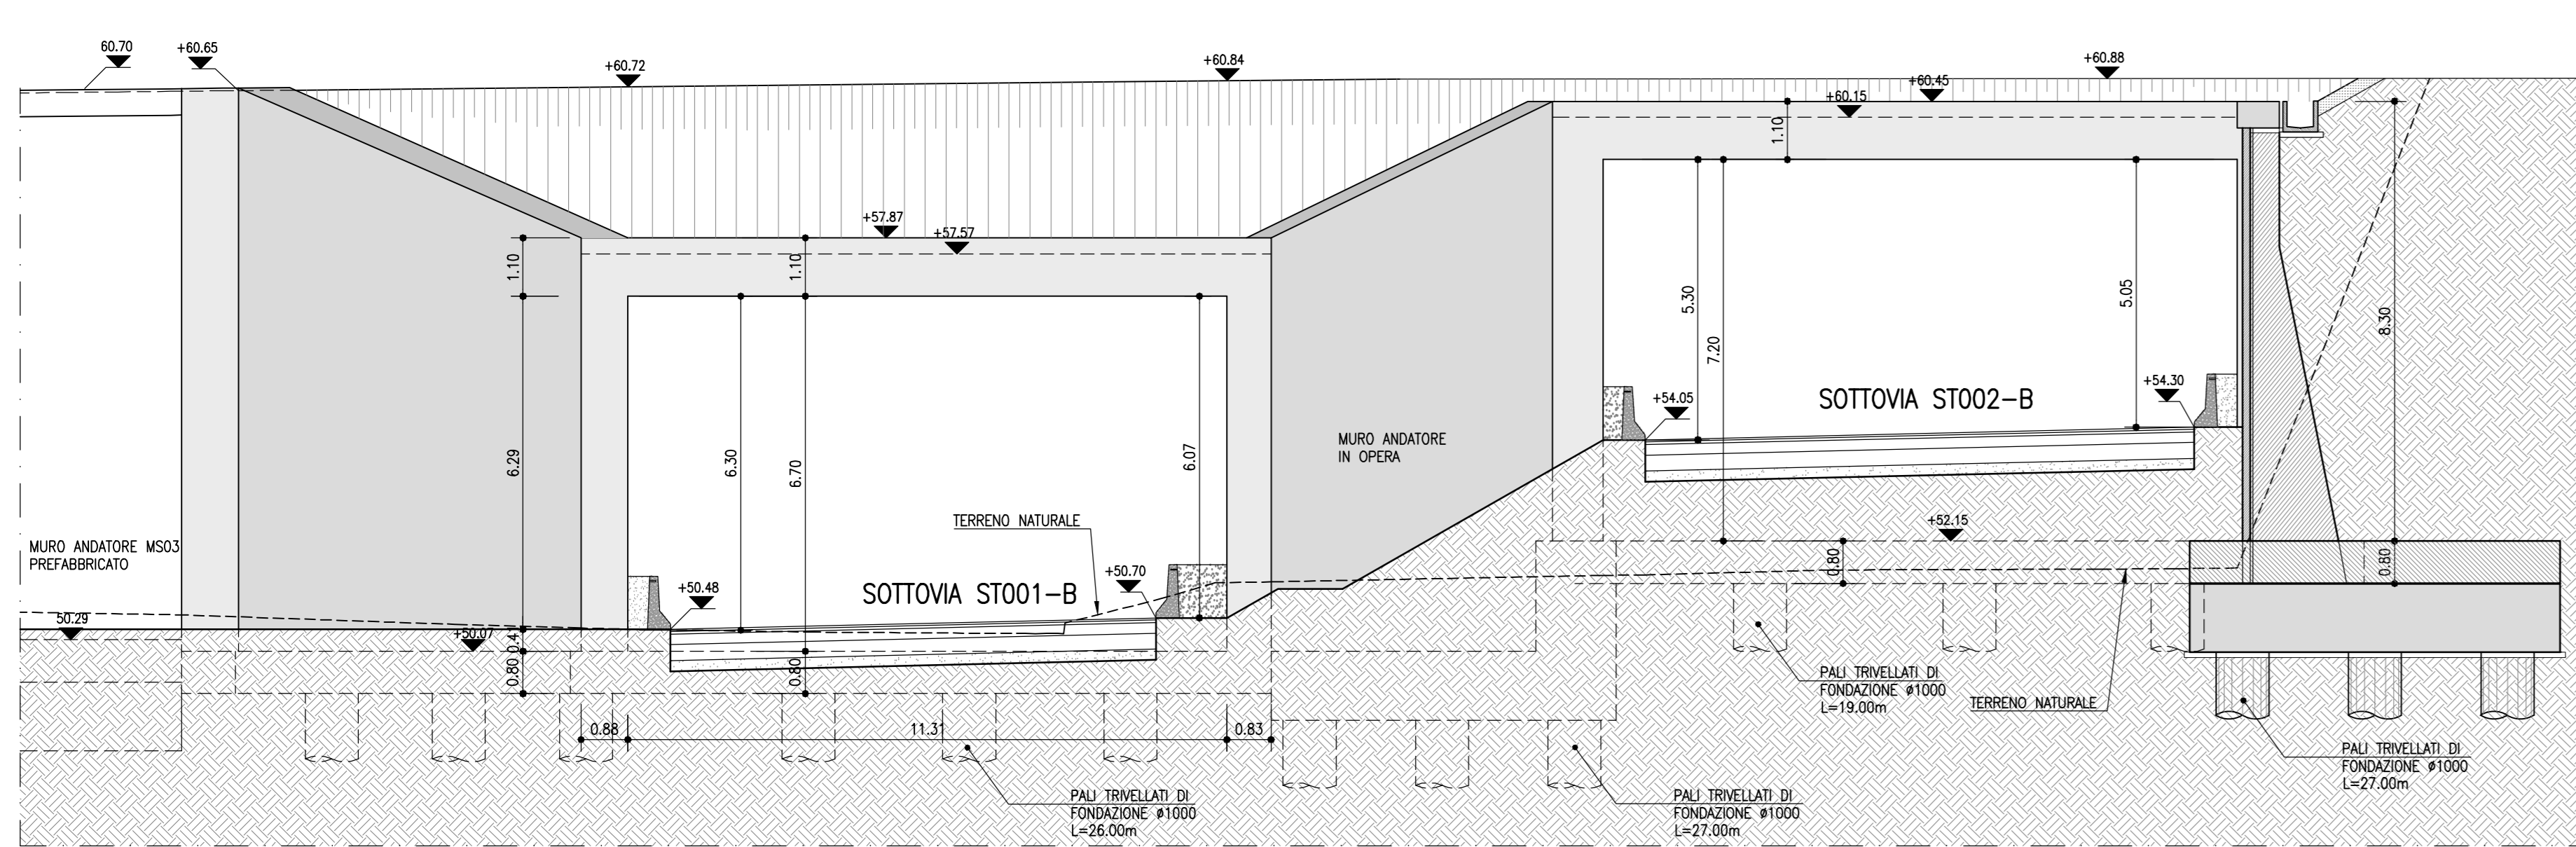 60.70
+60.65
+60.72
+60.84
+60.88
+60.45
+60.15
1.10
+57.87
+57.57
1.10
1.10
5.30
7.20
5.05
8.30
SOTTOVIA ST002-B
+54.05
+54.30
MURO ANDATORE
IN OPERA
6.29
6.30
6.70
6.07
TERRENO NATURALE
+52.15
MURO ANDATORE MS03
PREFABBRICATO
SOTTOVIA ST001-B
+50.48
+50.70
0.80
0.80
50.29
+50.07
0.4
0.80
0.80
PALI TRIVELLATI DI
FONDAZIONE ø1000
L=19.00m
TERRENO NATURALE
0.88
11.31
0.83
PALI TRIVELLATI DI
FONDAZIONE ø1000
L=27.00m
PALI TRIVELLATI DI
FONDAZIONE ø1000
L=26.00m
PALI TRIVELLATI DI
FONDAZIONE ø1000
L=27.00m